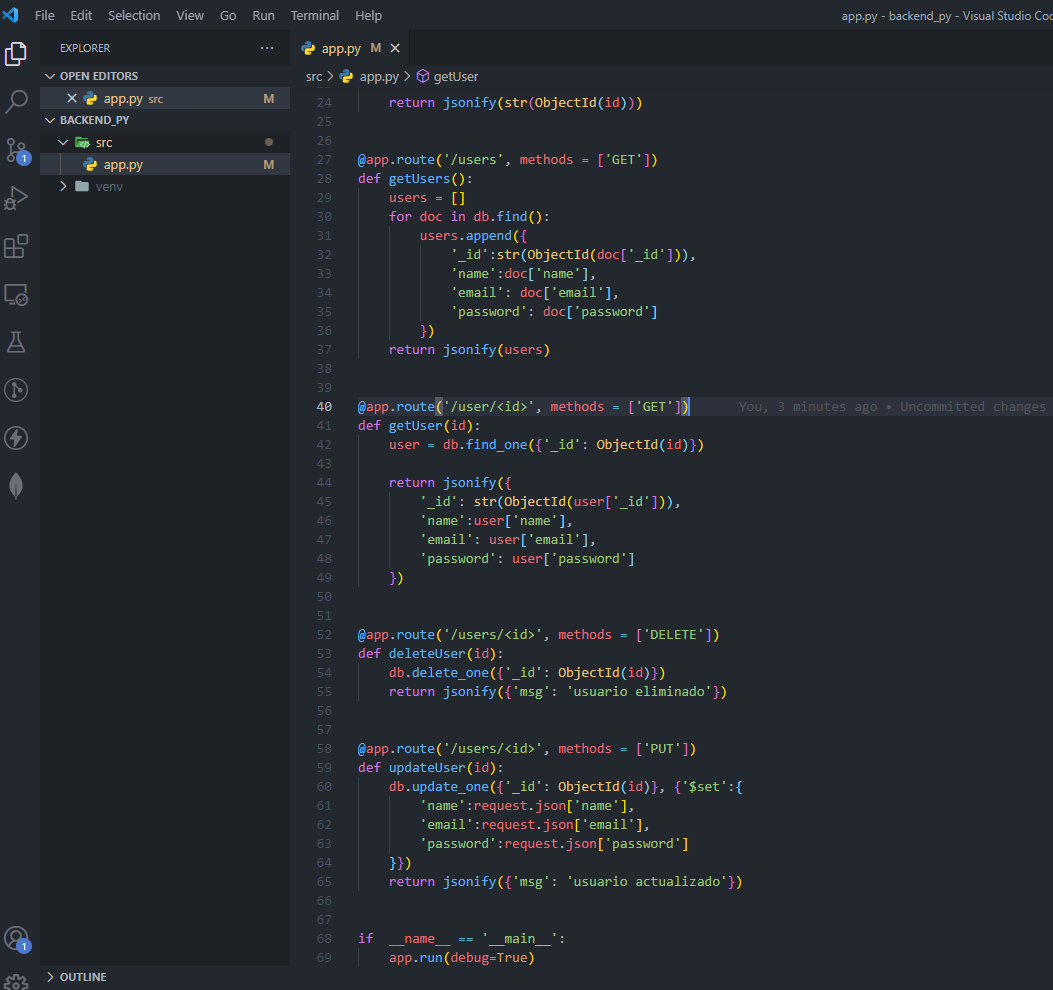 File Edit Selection View Go Run Terminal Help
app.py - backend_py - Visual Studio Co
EXPLORER
OPEN EDITORS
app.py src M
BACKEND_PY
src
app.py M
venv
OUTLINE
1
1
app.py M
src > app.py > getUser
24 return jsonify(str(ObjectId(id)))
25
26
27 @app.route('/users', methods = ['GET'])
28 def getUsers():
29 users = []
30 for doc in db.find():
31 users.append({
32 '_id':str(ObjectId(doc['_id'])),
33 'name':doc['name'],
34 'email': doc['email'],
35 'password': doc['password']
36 })
37 return jsonify(users)
38
39
40 @app.route('/user/<id>', methods = ['GET']) You, 3 minutes ago • Uncommitted changes
41 def getUser(id):
42 user = db.find_one({'_id': ObjectId(id)})
43
44 return jsonify({
45 '_id': str(ObjectId(user['_id'])),
46 'name':user['name'],
47 'email': user['email'],
48 'password': user['password']
49 })
50
51
52 @app.route('/users/<id>', methods = ['DELETE'])
53 def deleteUser(id):
54 db.delete_one({'_id': ObjectId(id)})
55 return jsonify({'msg': 'usuario eliminado'})
56
57
58 @app.route('/users/<id>', methods = ['PUT'])
59 def updateUser(id):
60 db.update_one({'_id': ObjectId(id)}, {'$set':{
61 'name':request.json['name'],
62 'email':request.json['email'],
63 'password':request.json['password']
64 }})
65 return jsonify({'msg': 'usuario actualizado'})
66
67
68 if __name__ == '__main__':
69 app.run(debug=True)